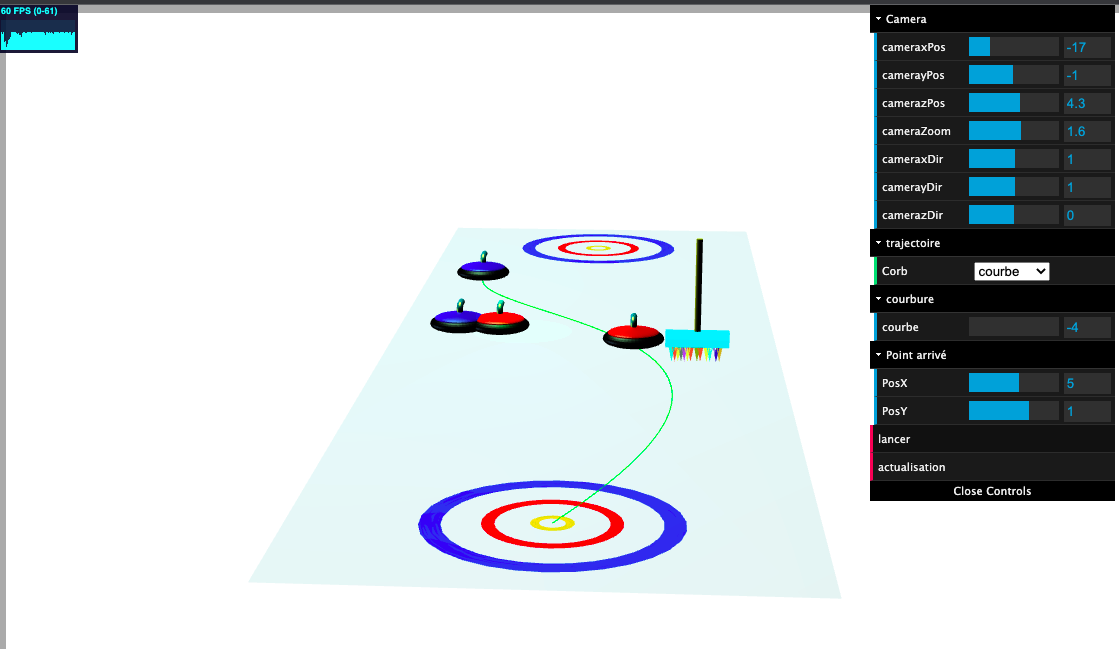 60 FPS (0-61)
Camera
cameraxPos -17
camerayPos -1
camerazPos 4.3
cameraZoom 1.6
cameraxDir 1
camerayDir 1
camerazDir 0
trajectoire
Corb courbe
courbure
courbe -4
Point arrivé
PosX 5
PosY 1
lancer
actualisation
Close Controls